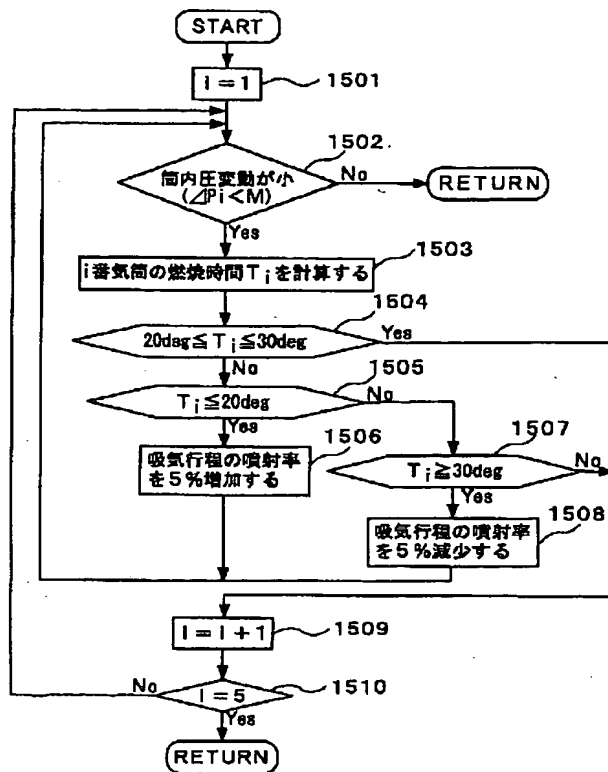 START
i = 1
1501
1502
筒内圧変動が小
(⊿Pi<M)
No
RETURN
Yes
1503
i番気筒の燃焼時間Tiを計算する
1504
20deg≦Ti≦30deg
Yes
No
1505
Ti≦20deg
No
Yes
1506
吸気行程の噴射率
を5%増加する
1507
Ti≧30deg
No
Yes
1508
吸気行程の噴射率
を5%減少する
i = i + 1
1509
No
i = 5
1510
Yes
RETURN